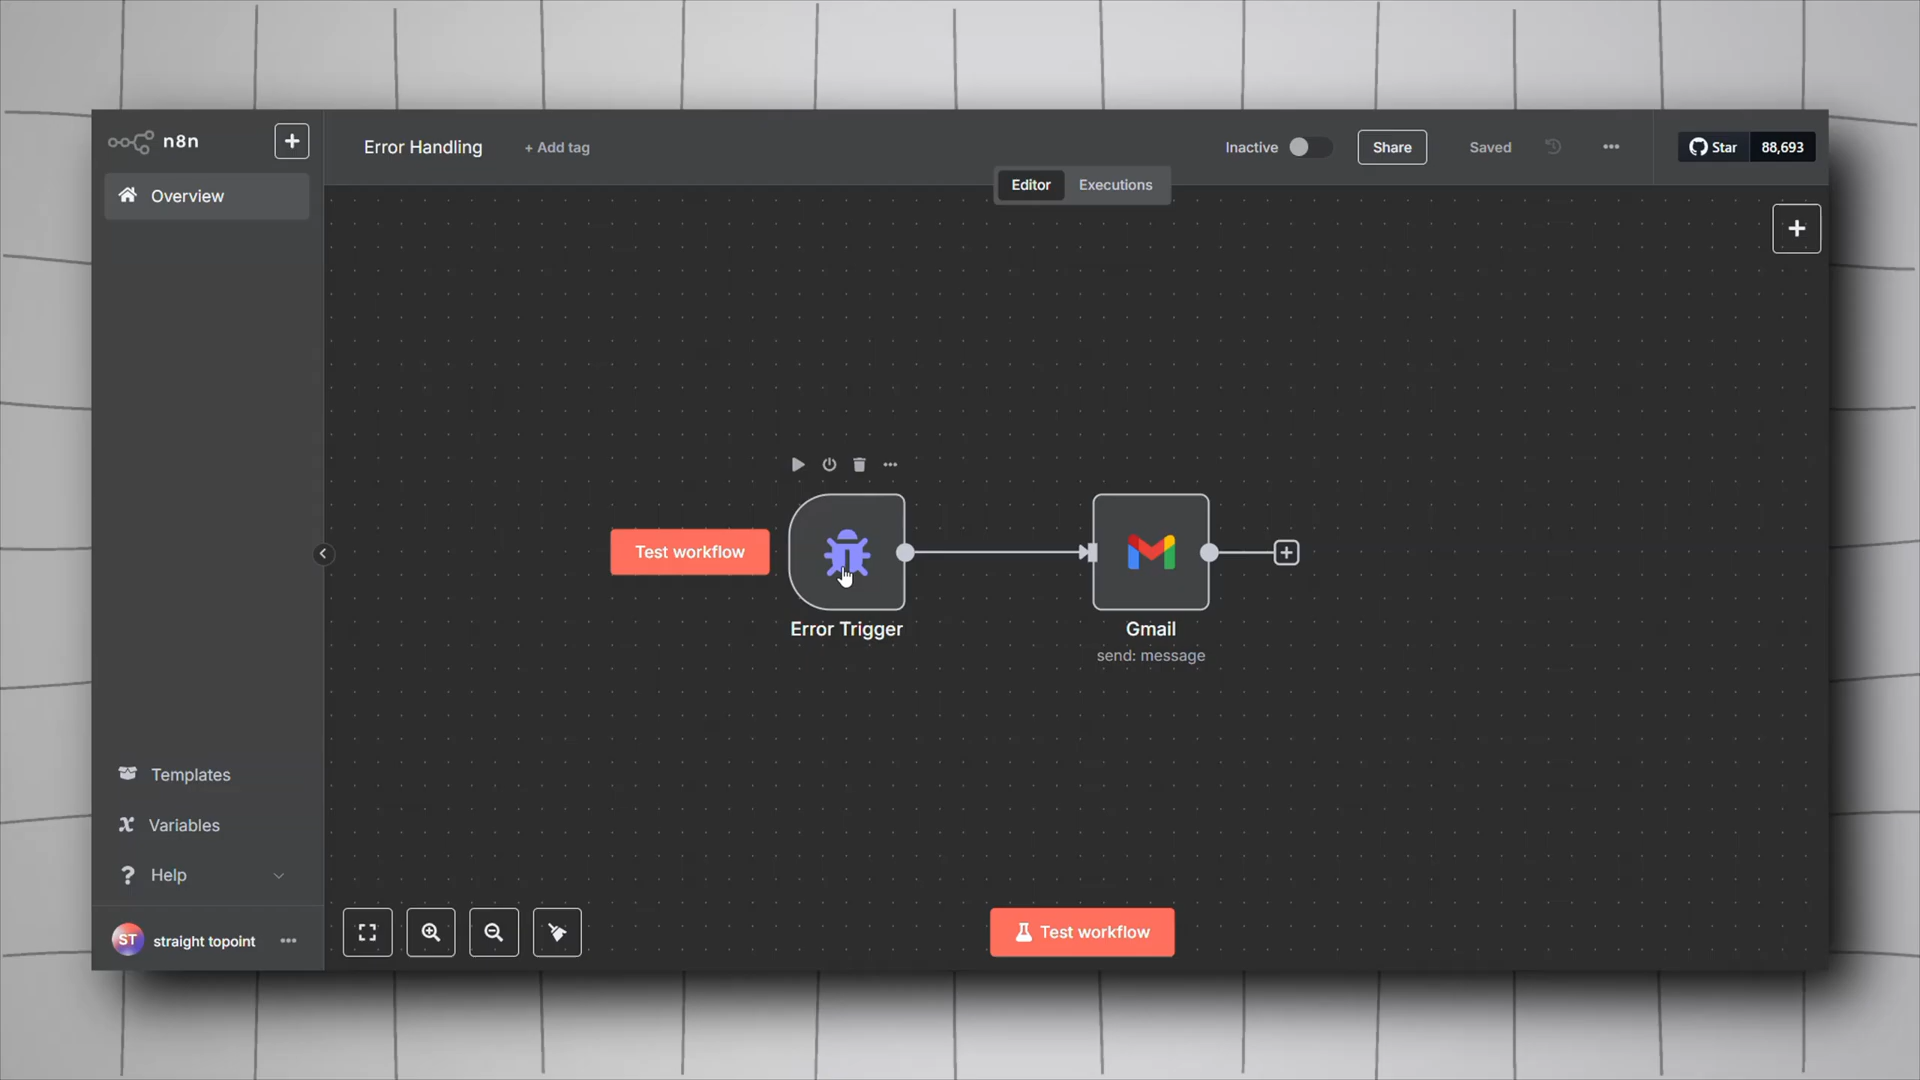 n8n
Error Handling
+ Add tag
Inactive
Share
Saved
Star
88,693
Editor
Executions
Overview
Test workflow
Error Trigger
Gmail
send: message
Templates
Variables
Help
ST
straight topoint
Test workflow